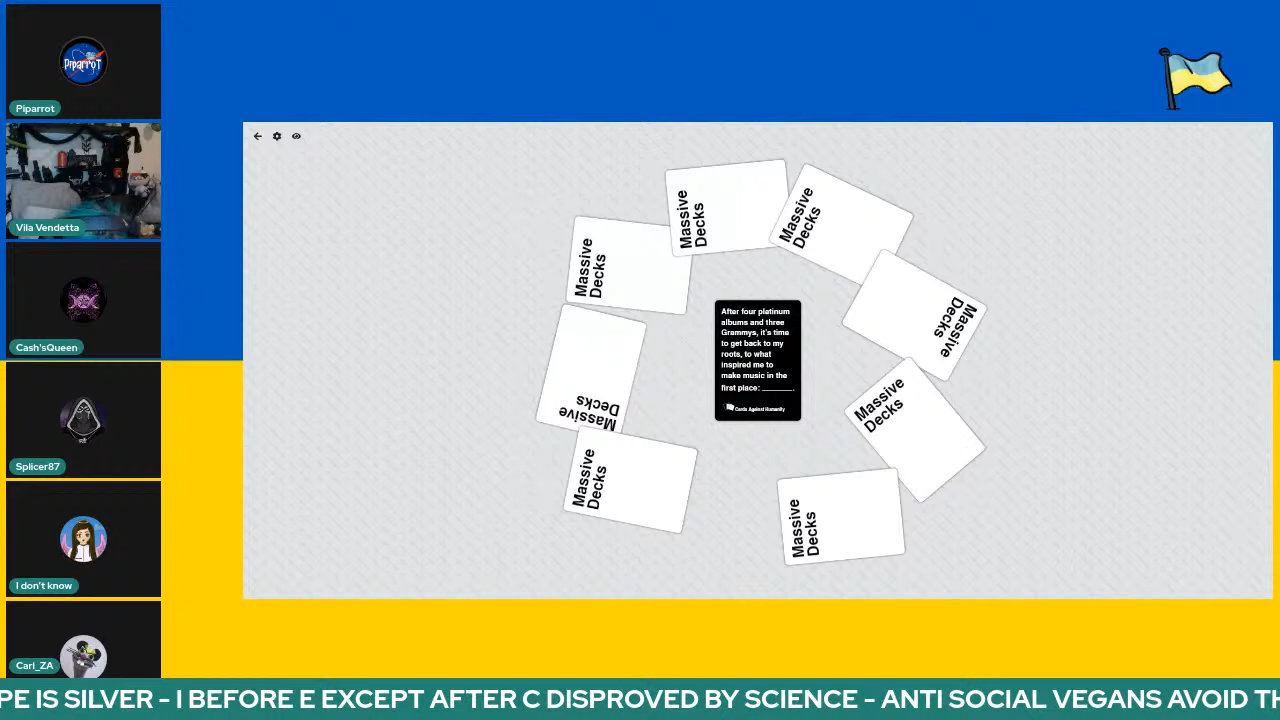 PiparroT
Piparrot
Vila Vendetta
Cash'sQueen
Splicer87
I don't know
Carl_ZA
Massive
Decks
Massive
Decks
Massive
Decks
Massive
Decks
Massive
Decks
Massive
Decks
Massive
Decks
Massive
Decks
After four platinum
albums and three
Grammys, it's time
to get back to my
roots, to what
inspired me to
make music in the
first place: ______.
Cards Against Humanity
PE IS SILVER - I BEFORE E EXCEPT AFTER C DISPROVED BY SCIENCE - ANTI SOCIAL VEGANS AVOID TH